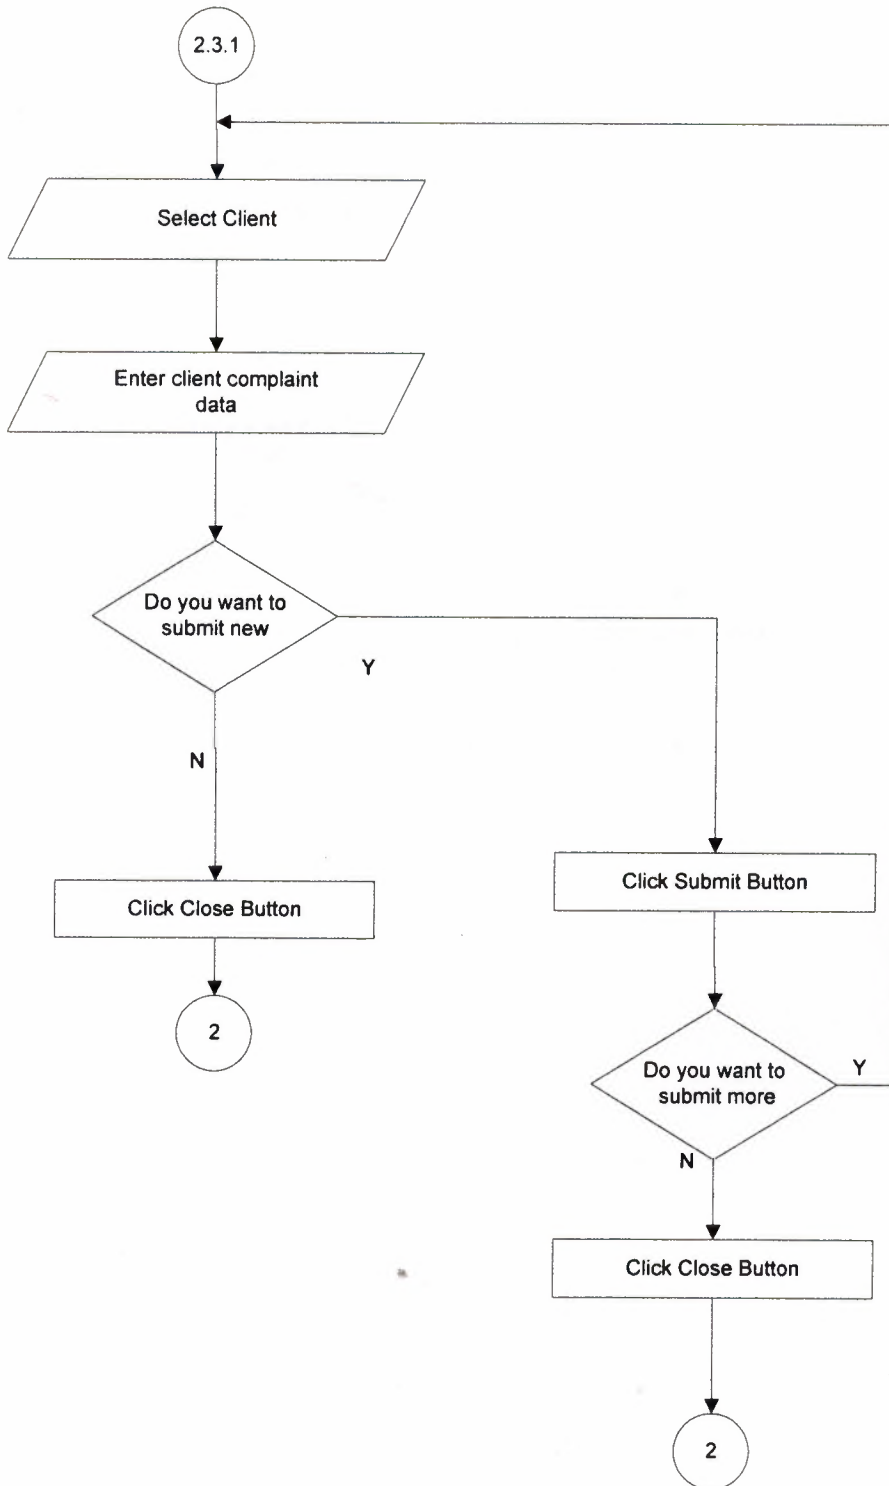 2.3.1
Select Client
Enter client complaint
data
Do you want to
submit new
Y
N
Click Close Button
Click Submit Button
2
Do you want to
submit more
Y
N
Click Close Button
2